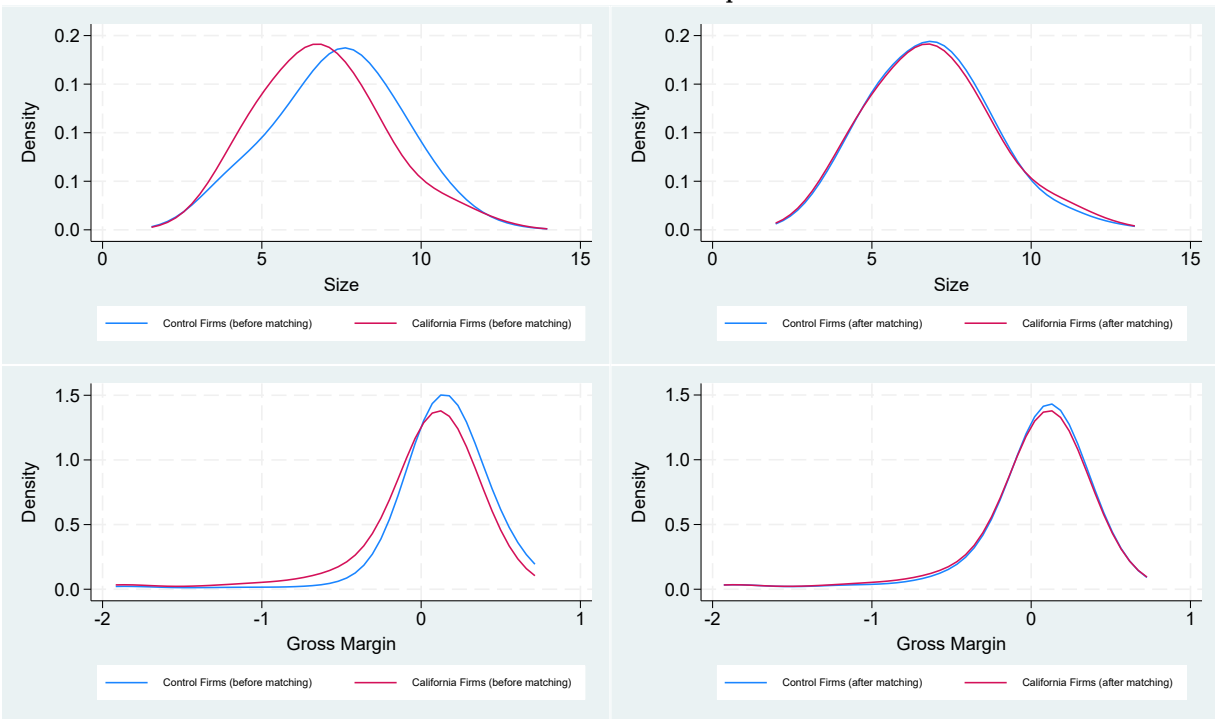 0.2
0.1
0.1
0.1
0.0
Density
0 5 10 15
Size
Control Firms (before matching) California Firms (before matching)
0.2
0.1
0.1
0.1
0.0
Density
0 5 10 15
Size
Control Firms (after matching) California Firms (after matching)
1.5
1.0
0.5
0.0
Density
-2 -1 0 1
Gross Margin
Control Firms (before matching) California Firms (before matching)
1.5
1.0
0.5
0.0
Density
-2 -1 0 1
Gross Margin
Control Firms (after matching) California Firms (after matching)